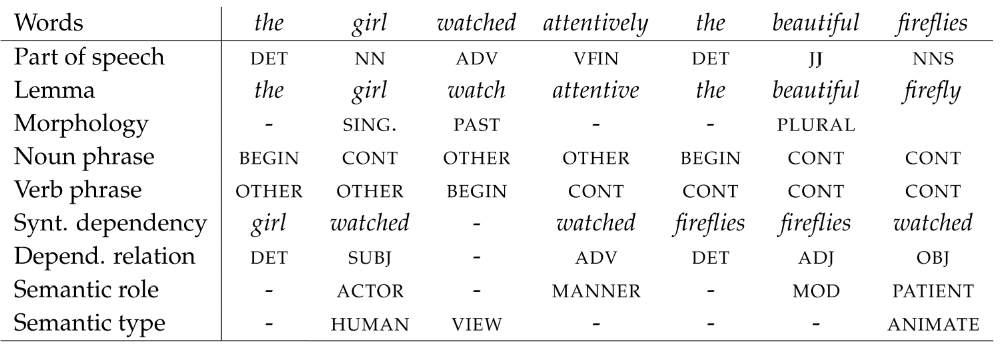 Words the girl watched attentively the beautiful fireflies
Part of speech DET NN ADV VFIN DET JJ NNS
Lemma the girl watch attentive the beautiful firefly
Morphology - SING. PAST - - PLURAL
Noun phrase BEGIN CONT OTHER OTHER BEGIN CONT CONT
Verb phrase OTHER OTHER BEGIN CONT CONT CONT CONT
Synt. dependency girl watched - watched fireflies fireflies watched
Depend. relation DET SUBJ - ADV DET ADJ OBJ
Semantic role - ACTOR - MANNER - MOD PATIENT
Semantic type - HUMAN VIEW - - - ANIMATE